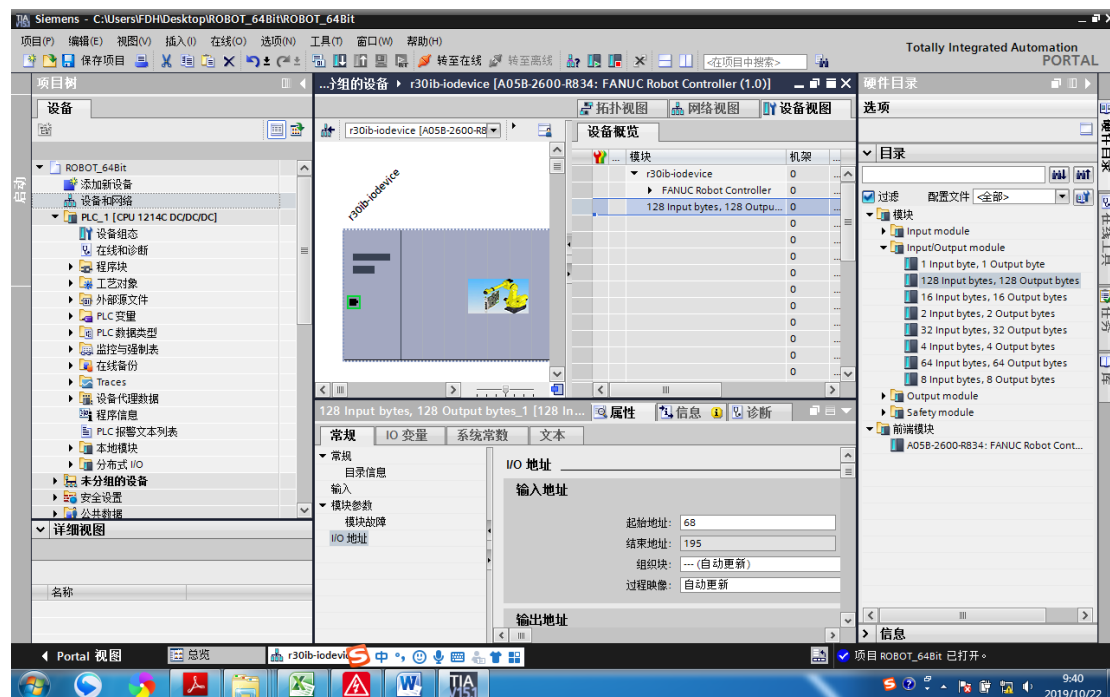 Siemens - C:\Users\FDH\Desktop\ROBOT_64Bit\ROBOT_64Bit
项目(P) 编辑(E) 视图(V) 插入(I) 在线(O) 选项(N) 工具(T) 窗口(W) 帮助(H)
Totally Integrated Automation
PORTAL
保存项目 转至在线 转至离线 <在项目中搜索>
项目树
...分组的设备 r30ib-iodevice [A05B-2600-R834: FANUC Robot Controller (1.0)]
硬件目录
设备
拓扑视图 网络视图 设备视图
选项
r30ib-iodevice [A05B-2600-R8
设备概览
目录
... 模块 机架 ...
r30ib-iodevice 0
FANUC Robot Controller 0
128 Input bytes, 128 Outpu... 0
0
0
0
0
0
0
0
0
0
0
r30ib-iodevice
过滤 配置文件 <全部>
模块
Input module
Input/Output module
1 Input byte, 1 Output byte
128 Input bytes, 128 Output bytes
16 Input bytes, 16 Output bytes
2 Input bytes, 2 Output bytes
32 Input bytes, 32 Output bytes
4 Input bytes, 4 Output bytes
64 Input bytes, 64 Output bytes
8 Input bytes, 8 Output bytes
Output module
Safety module
前端模块
A05B-2600-R834: FANUC Robot Cont...
信息
启动
ROBOT_64Bit
添加新设备
设备和网络
PLC_1 [CPU 1214C DC/DC/DC]
设备组态
在线和诊断
程序块
工艺对象
外部源文件
PLC 变量
PLC 数据类型
监控与强制表
在线备份
Traces
设备代理数据
程序信息
PLC 报警文本列表
本地模块
分布式 I/O
未分组的设备
安全设置
公共数据
详细视图
名称
128 Input bytes, 128 Output bytes_1 [128 In...
属性 信息 诊断
常规 IO 变量 系统常数 文本
常规
目录信息
输入
模块参数
模块故障
I/O 地址
I/O 地址
输入地址
起始地址: 68
结束地址: 195
组织块: --- (自动更新)
过程映像: 自动更新
输出地址
Portal 视图 总览 r30ib-iodevic
中
项目 ROBOT_64Bit 已打开。
TIA
V15.1
9:40
2019/10/22